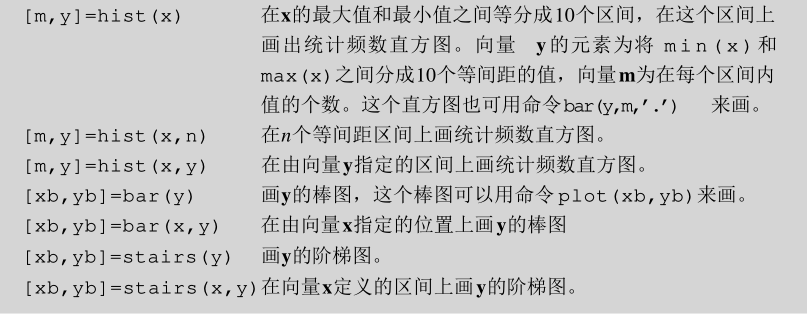 [m,y]=hist(x) 在x的最大值和最小值之间等分成10个区间，在这个区间上
画出统计频数直方图。向量 y的元素为将 min(x)和
max(x)之间分成10个等间距的值，向量m为在每个区间内
值的个数。这个直方图也可用命令bar(y,m,′.′) 来画。
[m,y]=hist(x,n) 在n个等间距区间上画统计频数直方图。
[m,y]=hist(x,y) 在由向量y指定的区间上画统计频数直方图。
[xb,yb]=bar(y) 画y的棒图，这个棒图可以用命令plot(xb,yb)来画。
[xb,yb]=bar(x,y) 在由向量x指定的位置上画y的棒图
[xb,yb]=stairs(y) 画y的阶梯图。
[xb,yb]=stairs(x,y)在向量x定义的区间上画y的阶梯图。